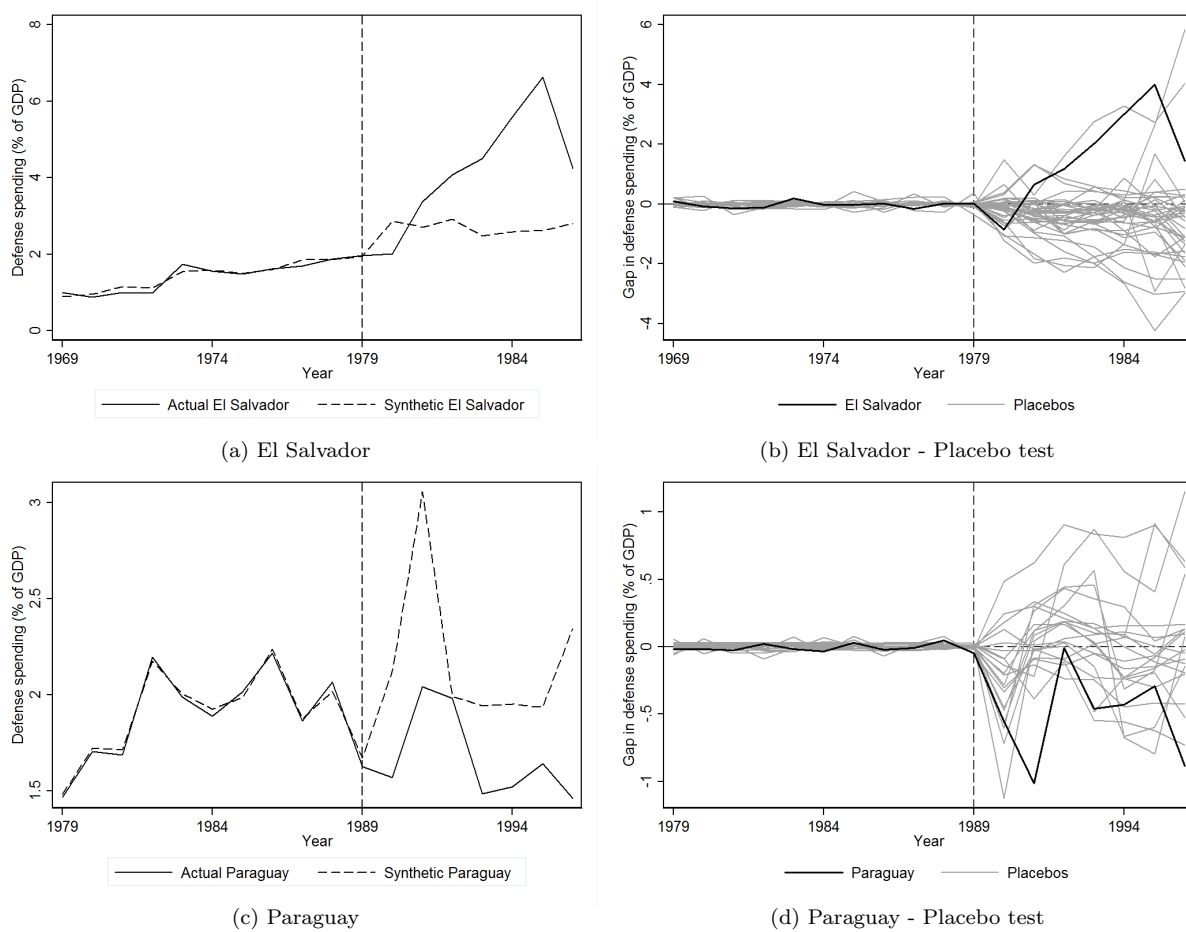 Defense spending (% of GDP)
8
6
4
2
0
1969 1974 1979 1984
Year
Actual El Salvador Synthetic El Salvador
(a) El Salvador
Gap in defense spending (% of GDP)
6
4
2
0
-2
-4
1969 1974 1979 1984
Year
El Salvador Placebos
(b) El Salvador - Placebo test
Defense spending (% of GDP)
3
2.5
2
1.5
1979 1984 1989 1994
Year
Actual Paraguay Synthetic Paraguay
(c) Paraguay
Gap in defense spending (% of GDP)
1
.5
0
-.5
-1
1979 1984 1989 1994
Year
Paraguay Placebos
(d) Paraguay - Placebo test